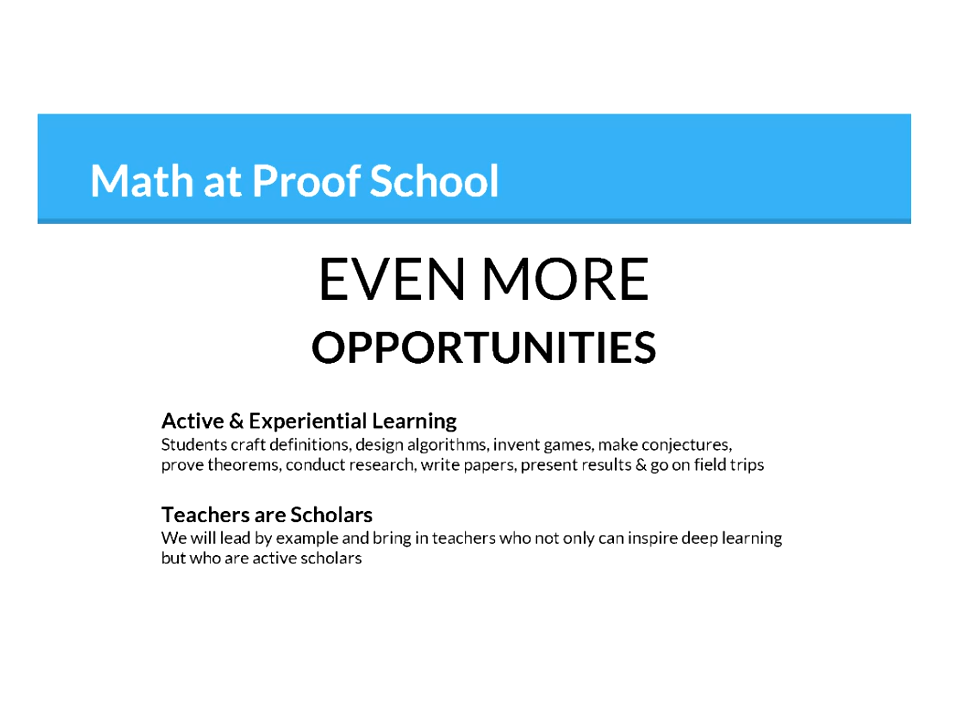 Math at Proof School
EVEN MORE
OPPORTUNITIES
Active & Experiential Learning
Students craft definitions, design algorithms, invent games, make conjectures,
prove theorems, conduct research, write papers, present results & go on field trips
Teachers are Scholars
We will lead by example and bring in teachers who not only can inspire deep learning
but who are active scholars